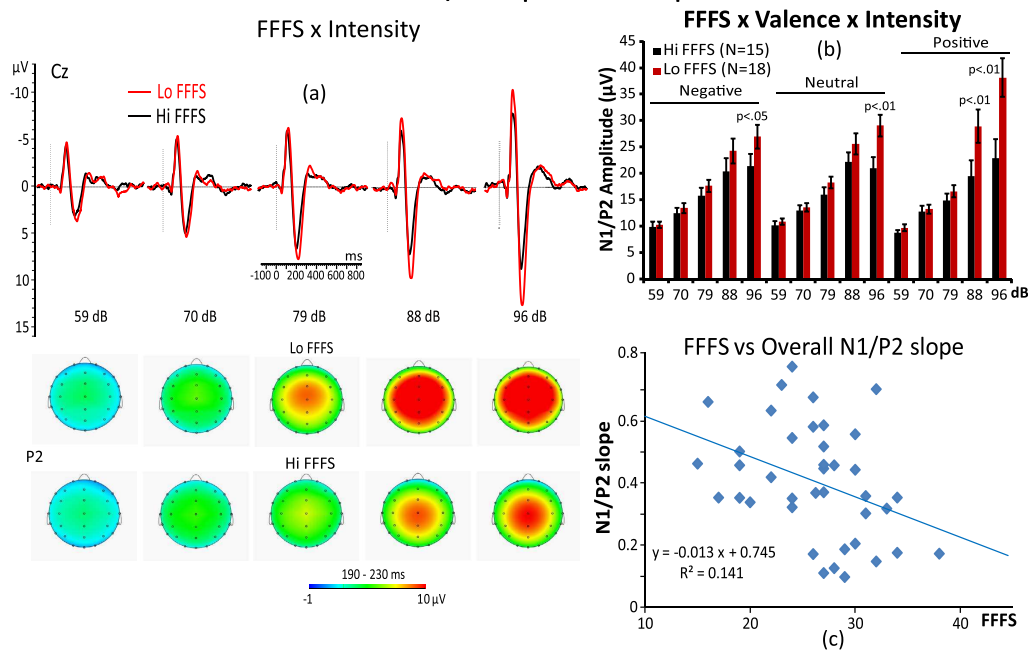 FFFS x Intensity
µV
Cz
-10
-5
0
5
10
15
Lo FFFS
Hi FFFS
(a)
ms
-100 0 200 400 600 800
59 dB
70 dB
79 dB
88 dB
96 dB
Lo FFFS
P2
Hi FFFS
190 - 230 ms
-1
10 µV
FFFS x Valence x Intensity
N1/P2 Amplitude (µV)
45
40
35
30
25
20
15
10
5
0
Hi FFFS (N=15)
Lo FFFS (N=18)
(b)
Negative
Neutral
Positive
p<.05
p<.01
p<.01
p<.01
59 70 79 88 96 59 70 79 88 96 59 70 79 88 96 dB
FFFS vs Overall N1/P2 slope
N1/P2 slope
0.8
0.6
0.4
0.2
0
y = -0.013 x + 0.745
R² = 0.141
10
20
30
40
FFFS
(c)